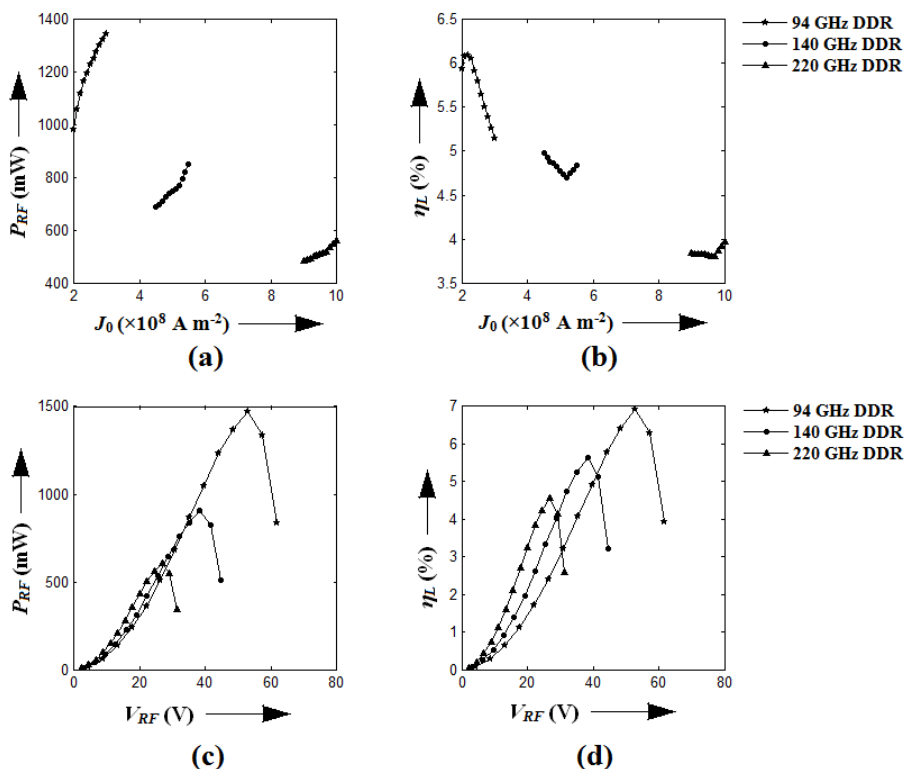 1400
1200
1000
800
600
400
2 4 6 8 10
P_RF (mW)
J_0 (×10^8 A m^-2)
(a)
6.5
6
5.5
5
4.5
4
3.5
2 4 6 8 10
η_L (%)
J_0 (×10^8 A m^-2)
(b)
94 GHz DDR
140 GHz DDR
220 GHz DDR
1500
1000
500
0
0 20 40 60 80
P_RF (mW)
V_RF (V)
(c)
7
6
5
4
3
2
1
0
0 20 40 60 80
η_L (%)
V_RF (V)
(d)
94 GHz DDR
140 GHz DDR
220 GHz DDR